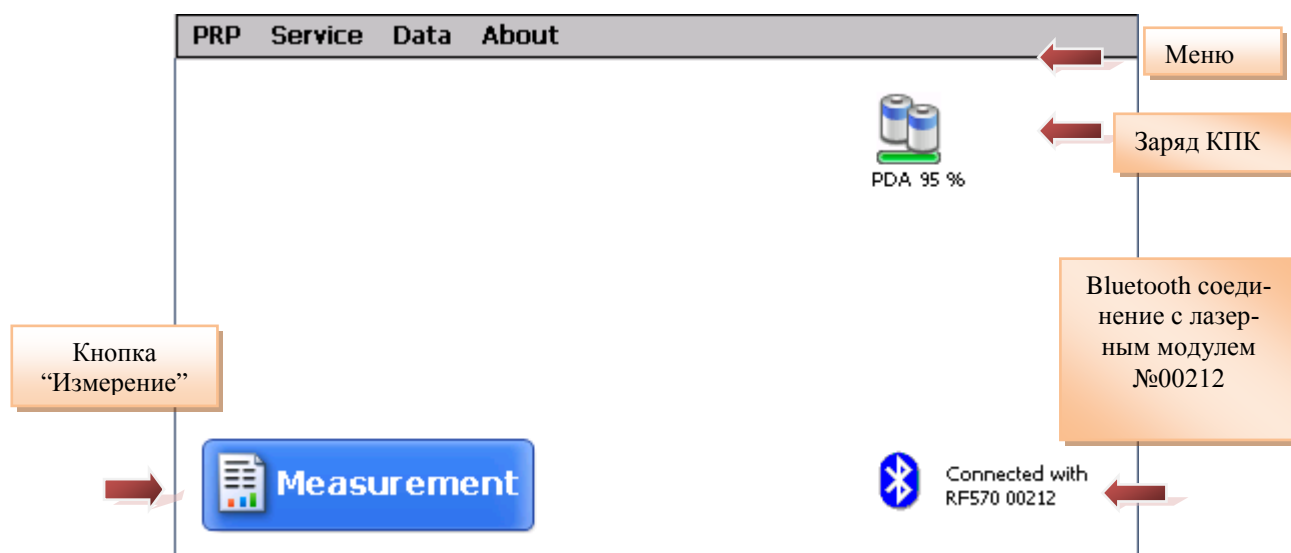 PRP Service Data About
Меню
Заряд КПК
PDA 95 %
Bluetooth соеди-
нение с лазер-
ным модулем
№00212
Кнопка
“Измерение”
Measurement
Connected with
RF570 00212